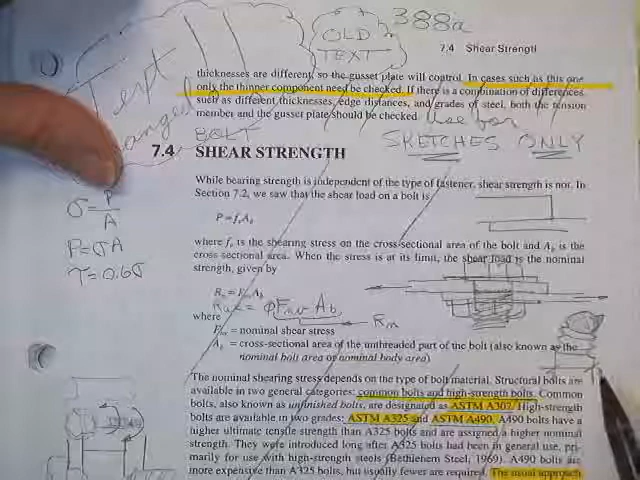 388a
OLD
TEXT
Text
changed
7.4 Shear Strengtl
thicknesses are different, so the gusset plate will control. In cases such as this one
only the thinner component need be checked. If there is a combination of differences
such as different thicknesses, edge distances, and grades of steel, both the tension
member and the gusset plate should be checked.
Use for
SKETCHES ONLY
BOLT
7.4 SHEAR STRENGTH
While bearing strength is independent of the type of fastener, shear strength is not. In
Section 7.2, we saw that the shear load on a bolt is
P = fᵥA_b
σ = P/A
P = σA
τ = 0.6σ
where fᵥ is the shearing stress on the cross-sectional area of the bolt and A_b is the
cross-sectional area. When the stress is at its limit, the shear load is the nominal
strength, given by
Rₙ = Fₙᵥ A_b
= φFₙᵥ A_b
Rₙ
where
Fₙᵥ = nominal shear stress
A_b = cross-sectional area of the unthreaded part of the bolt (also known as the
nominal bolt area or nominal body area)
The nominal shearing stress depends on the type of bolt material. Structural bolts are
available in two general categories: common bolts and high-strength bolts. Common
bolts, also known as unfinished bolts, are designated as ASTM A307. High-strength
bolts are available in two grades: ASTM A325 and ASTM A490. A490 bolts have a
higher ultimate tensile strength than A325 bolts and are assigned a higher nominal
strength. They were introduced long after A325 bolts had been in general use, pri-
marily for use with high-strength steels (Bethlehem Steel, 1969). A490 bolts are
more expensive than A325 bolts, but usually fewer are required. The usual approach